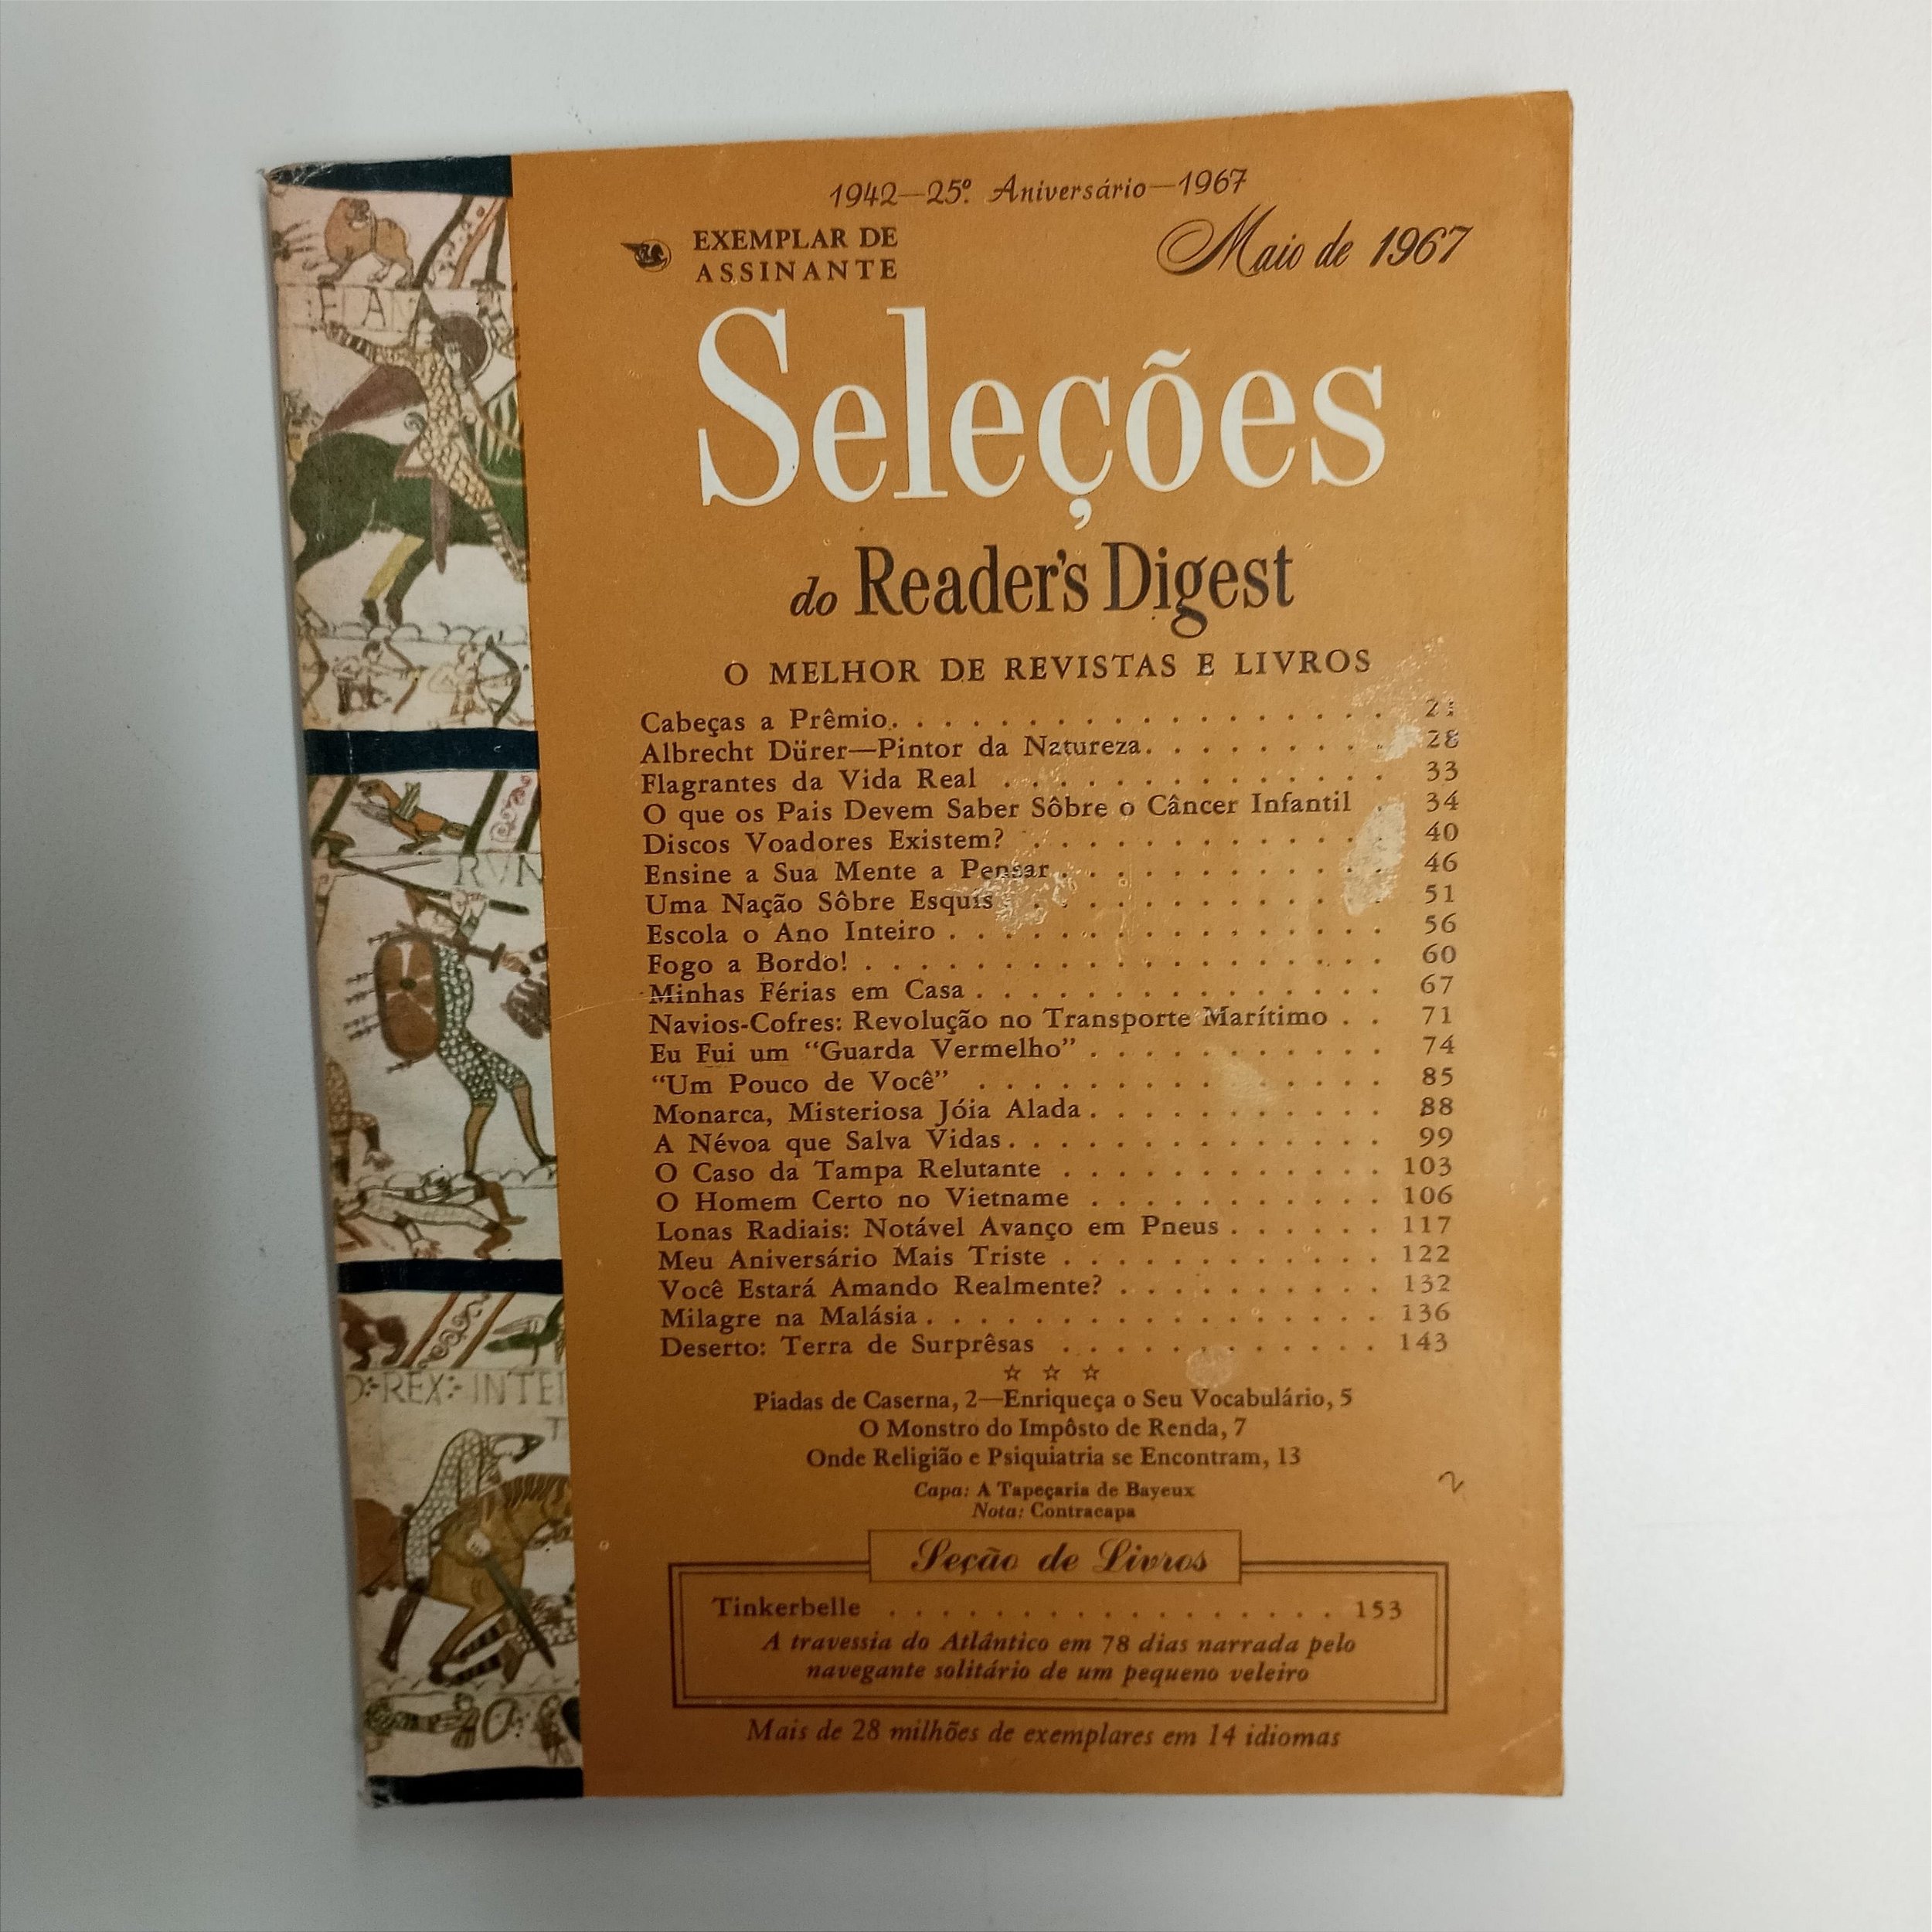 1942—25º. Aniversário—1967
EXEMPLAR DE
ASSINANTE
Maio de 1967
Seleções
do Reader's Digest
O MELHOR DE REVISTAS E LIVROS
Cabeças a Prêmio. . . . . . . . . . . . . . . . . . . 21
Albrecht Dürer—Pintor da Natureza. . . . . . . . . . 28
Flagrantes da Vida Real . . . . . . . . . . . . . . . 33
O que os Pais Devem Saber Sôbre o Câncer Infantil . 34
Discos Voadores Existem? . . . . . . . . . . . . . . 40
Ensine a Sua Mente a Pensar . . . . . . . . . . . . . 46
Uma Nação Sôbre Esquis . . . . . . . . . . . . . . . 51
Escola o Ano Inteiro . . . . . . . . . . . . . . . . . 56
Fogo a Bordo! . . . . . . . . . . . . . . . . . . . . 60
Minhas Férias em Casa . . . . . . . . . . . . . . . . 67
Navios-Cofres: Revolução no Transporte Marítimo . . 71
Eu Fui um “Guarda Vermelho” . . . . . . . . . . . 74
“Um Pouco de Você” . . . . . . . . . . . . . . . . 85
Monarca, Misteriosa Jóia Alada . . . . . . . . . . . 88
A Névoa que Salva Vidas . . . . . . . . . . . . . . 99
O Caso da Tampa Relutante . . . . . . . . . . . . 103
O Homem Certo no Vietname . . . . . . . . . . . 106
Lonas Radiais: Notável Avanço em Pneus . . . . . . 117
Meu Aniversário Mais Triste . . . . . . . . . . . . 122
Você Estará Amando Realmente? . . . . . . . . . . 132
Milagre na Malásia . . . . . . . . . . . . . . . . . 136
Deserto: Terra de Surprêsas . . . . . . . . . . . . 143
☆ ☆ ☆
Piadas de Caserna, 2—Enriqueça o Seu Vocabulário, 5
O Monstro do Impôsto de Renda, 7
Onde Religião e Psiquiatria se Encontram, 13
Capa: A Tapeçaria de Bayeux
Nota: Contracapa
2
Seção de Livros
Tinkerbelle . . . . . . . . . . . . . . . . . 153
A travessia do Atlântico em 78 dias narrada pelo
navegante solitário de um pequeno veleiro
Mais de 28 milhões de exemplares em 14 idiomas
RVN
REX INTE